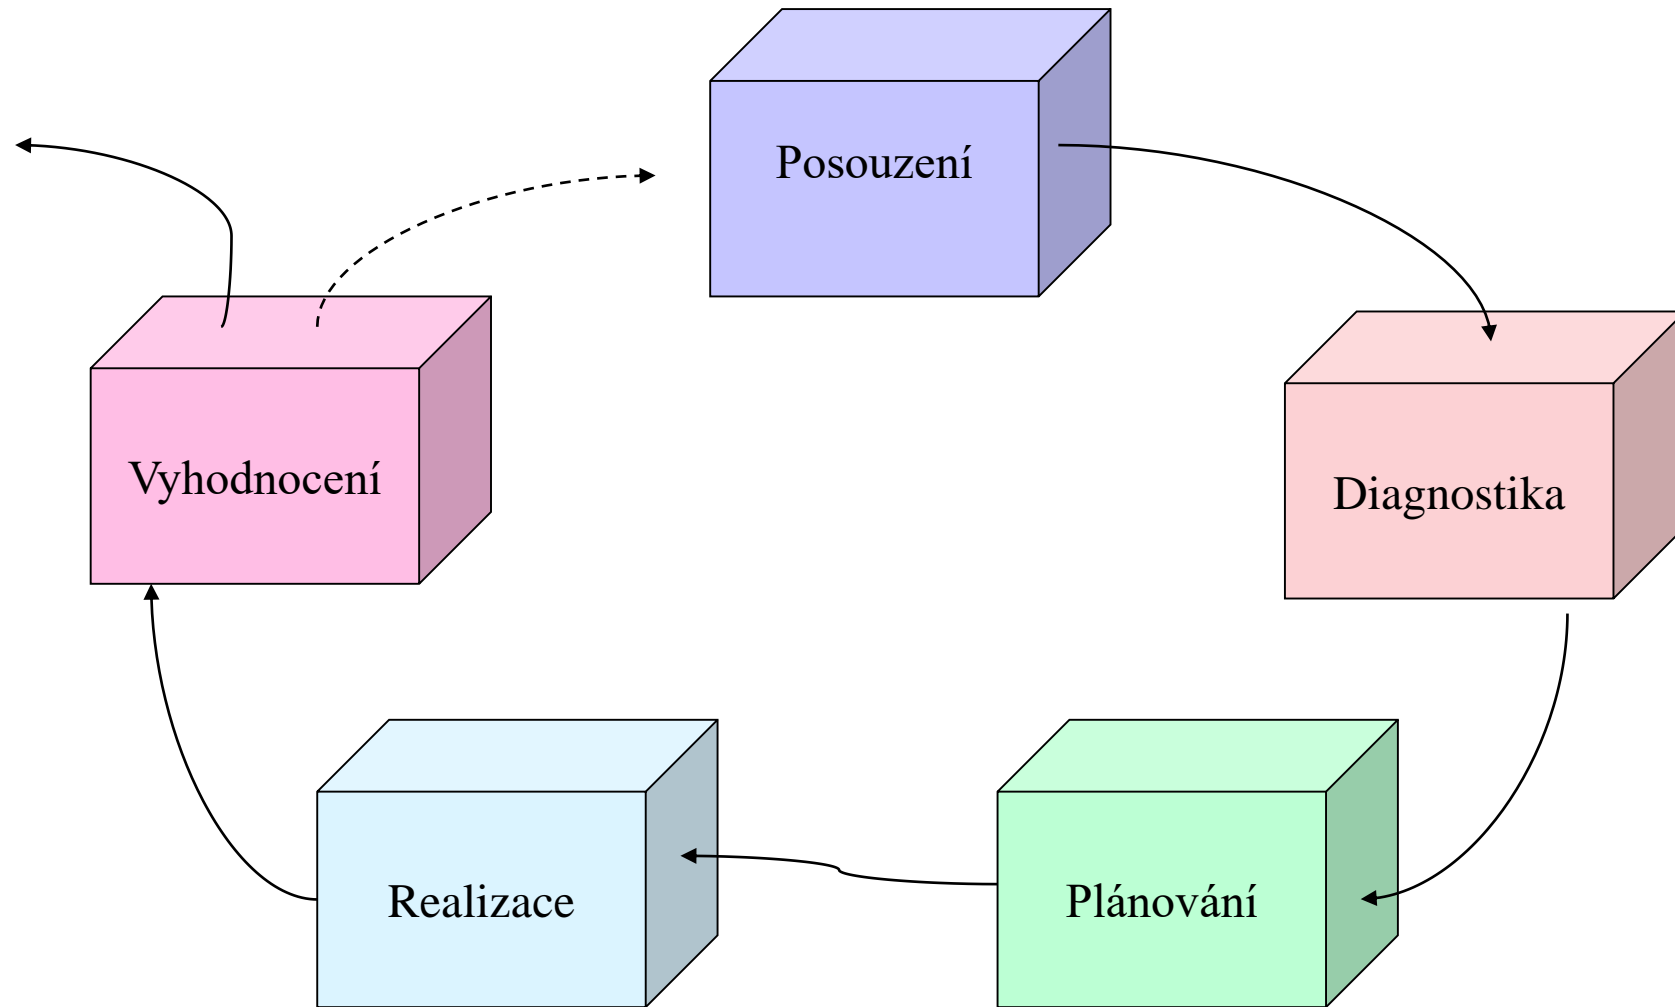 Posouzení
Diagnostika
Plánování
Realizace
Vyhodnocení